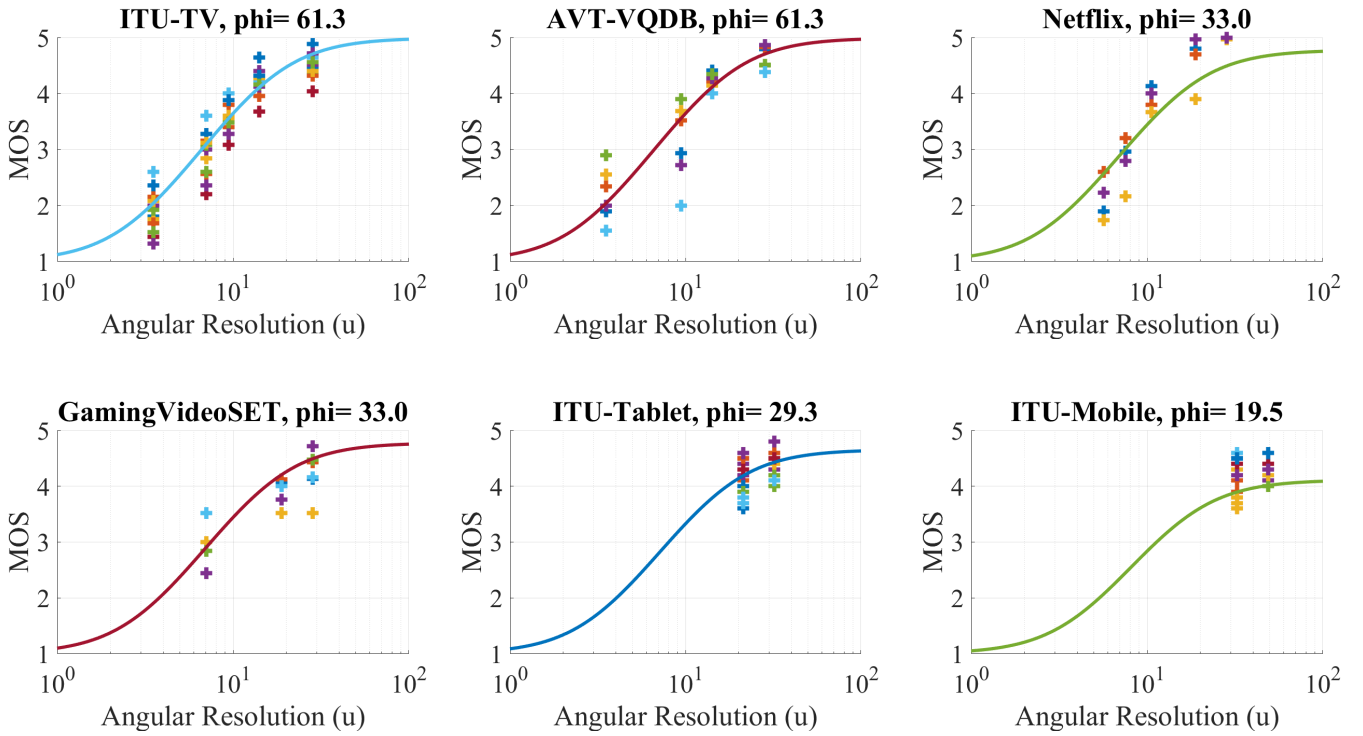 ITU-TV, phi= 61.3
5
4
3
2
1
MOS
10^0
10^1
10^2
Angular Resolution (u)
AVT-VQDB, phi= 61.3
5
4
3
2
1
MOS
10^0
10^1
10^2
Angular Resolution (u)
Netflix, phi= 33.0
5
4
3
2
1
MOS
10^0
10^1
10^2
Angular Resolution (u)
GamingVideoSET, phi= 33.0
5
4
3
2
1
MOS
10^0
10^1
10^2
Angular Resolution (u)
ITU-Tablet, phi= 29.3
5
4
3
2
1
MOS
10^0
10^1
10^2
Angular Resolution (u)
ITU-Mobile, phi= 19.5
5
4
3
2
1
MOS
10^0
10^1
10^2
Angular Resolution (u)